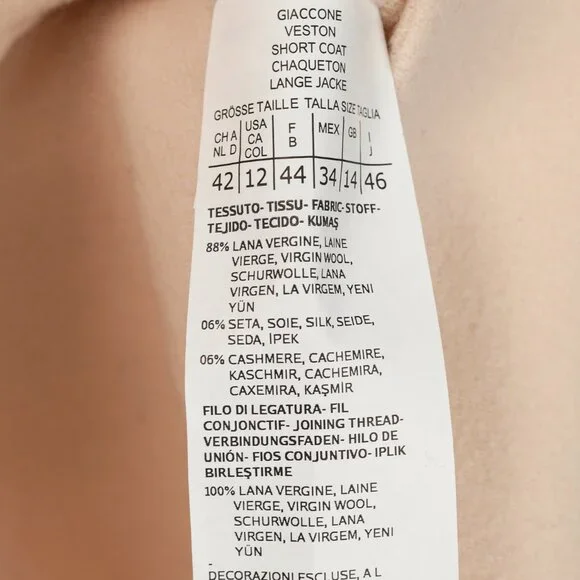 GIACCONE
VESTON
SHORT COAT
CHAQUETON
LANGE JACKE
GRÖSSE TAILLE TALLA SIZE TAGLIA
CH A NL D USA CA COL F B MEX GB I J
42 12 44 34 14 46
TESSUTO- TISSU- FABRIC-STOFF-
TEJIDO- TECIDO- KUMAŞ
88% LANA VERGINE, LAINE
VIERGE, VIRGIN WOOL,
SCHURWOLLE, LANA
VIRGEN, LA VIRGEM, YENI
YÜN
06% SETA, SOIE, SILK, SEIDE,
SEDA, İPEK
06% CASHMERE, CACHEMIRE,
KASCHMIR, CACHEMIRA,
CAXEMIRA, KAŞMİR
FILO DI LEGATURA- FIL
CONJONCTIF- JOINING THREAD-
VERBINDUNGSFADEN- HILO DE
UNIÓN- FIOS CONJUNTIVO- IPLIK
BIRLEŞTIRME
100% LANA VERGINE, LAINE
VIERGE, VIRGIN WOOL,
SCHURWOLLE, LANA
VIRGEN, LA VIRGEM, YENI
YÜN
-
DECORAZIONI ESCLUSE, A L